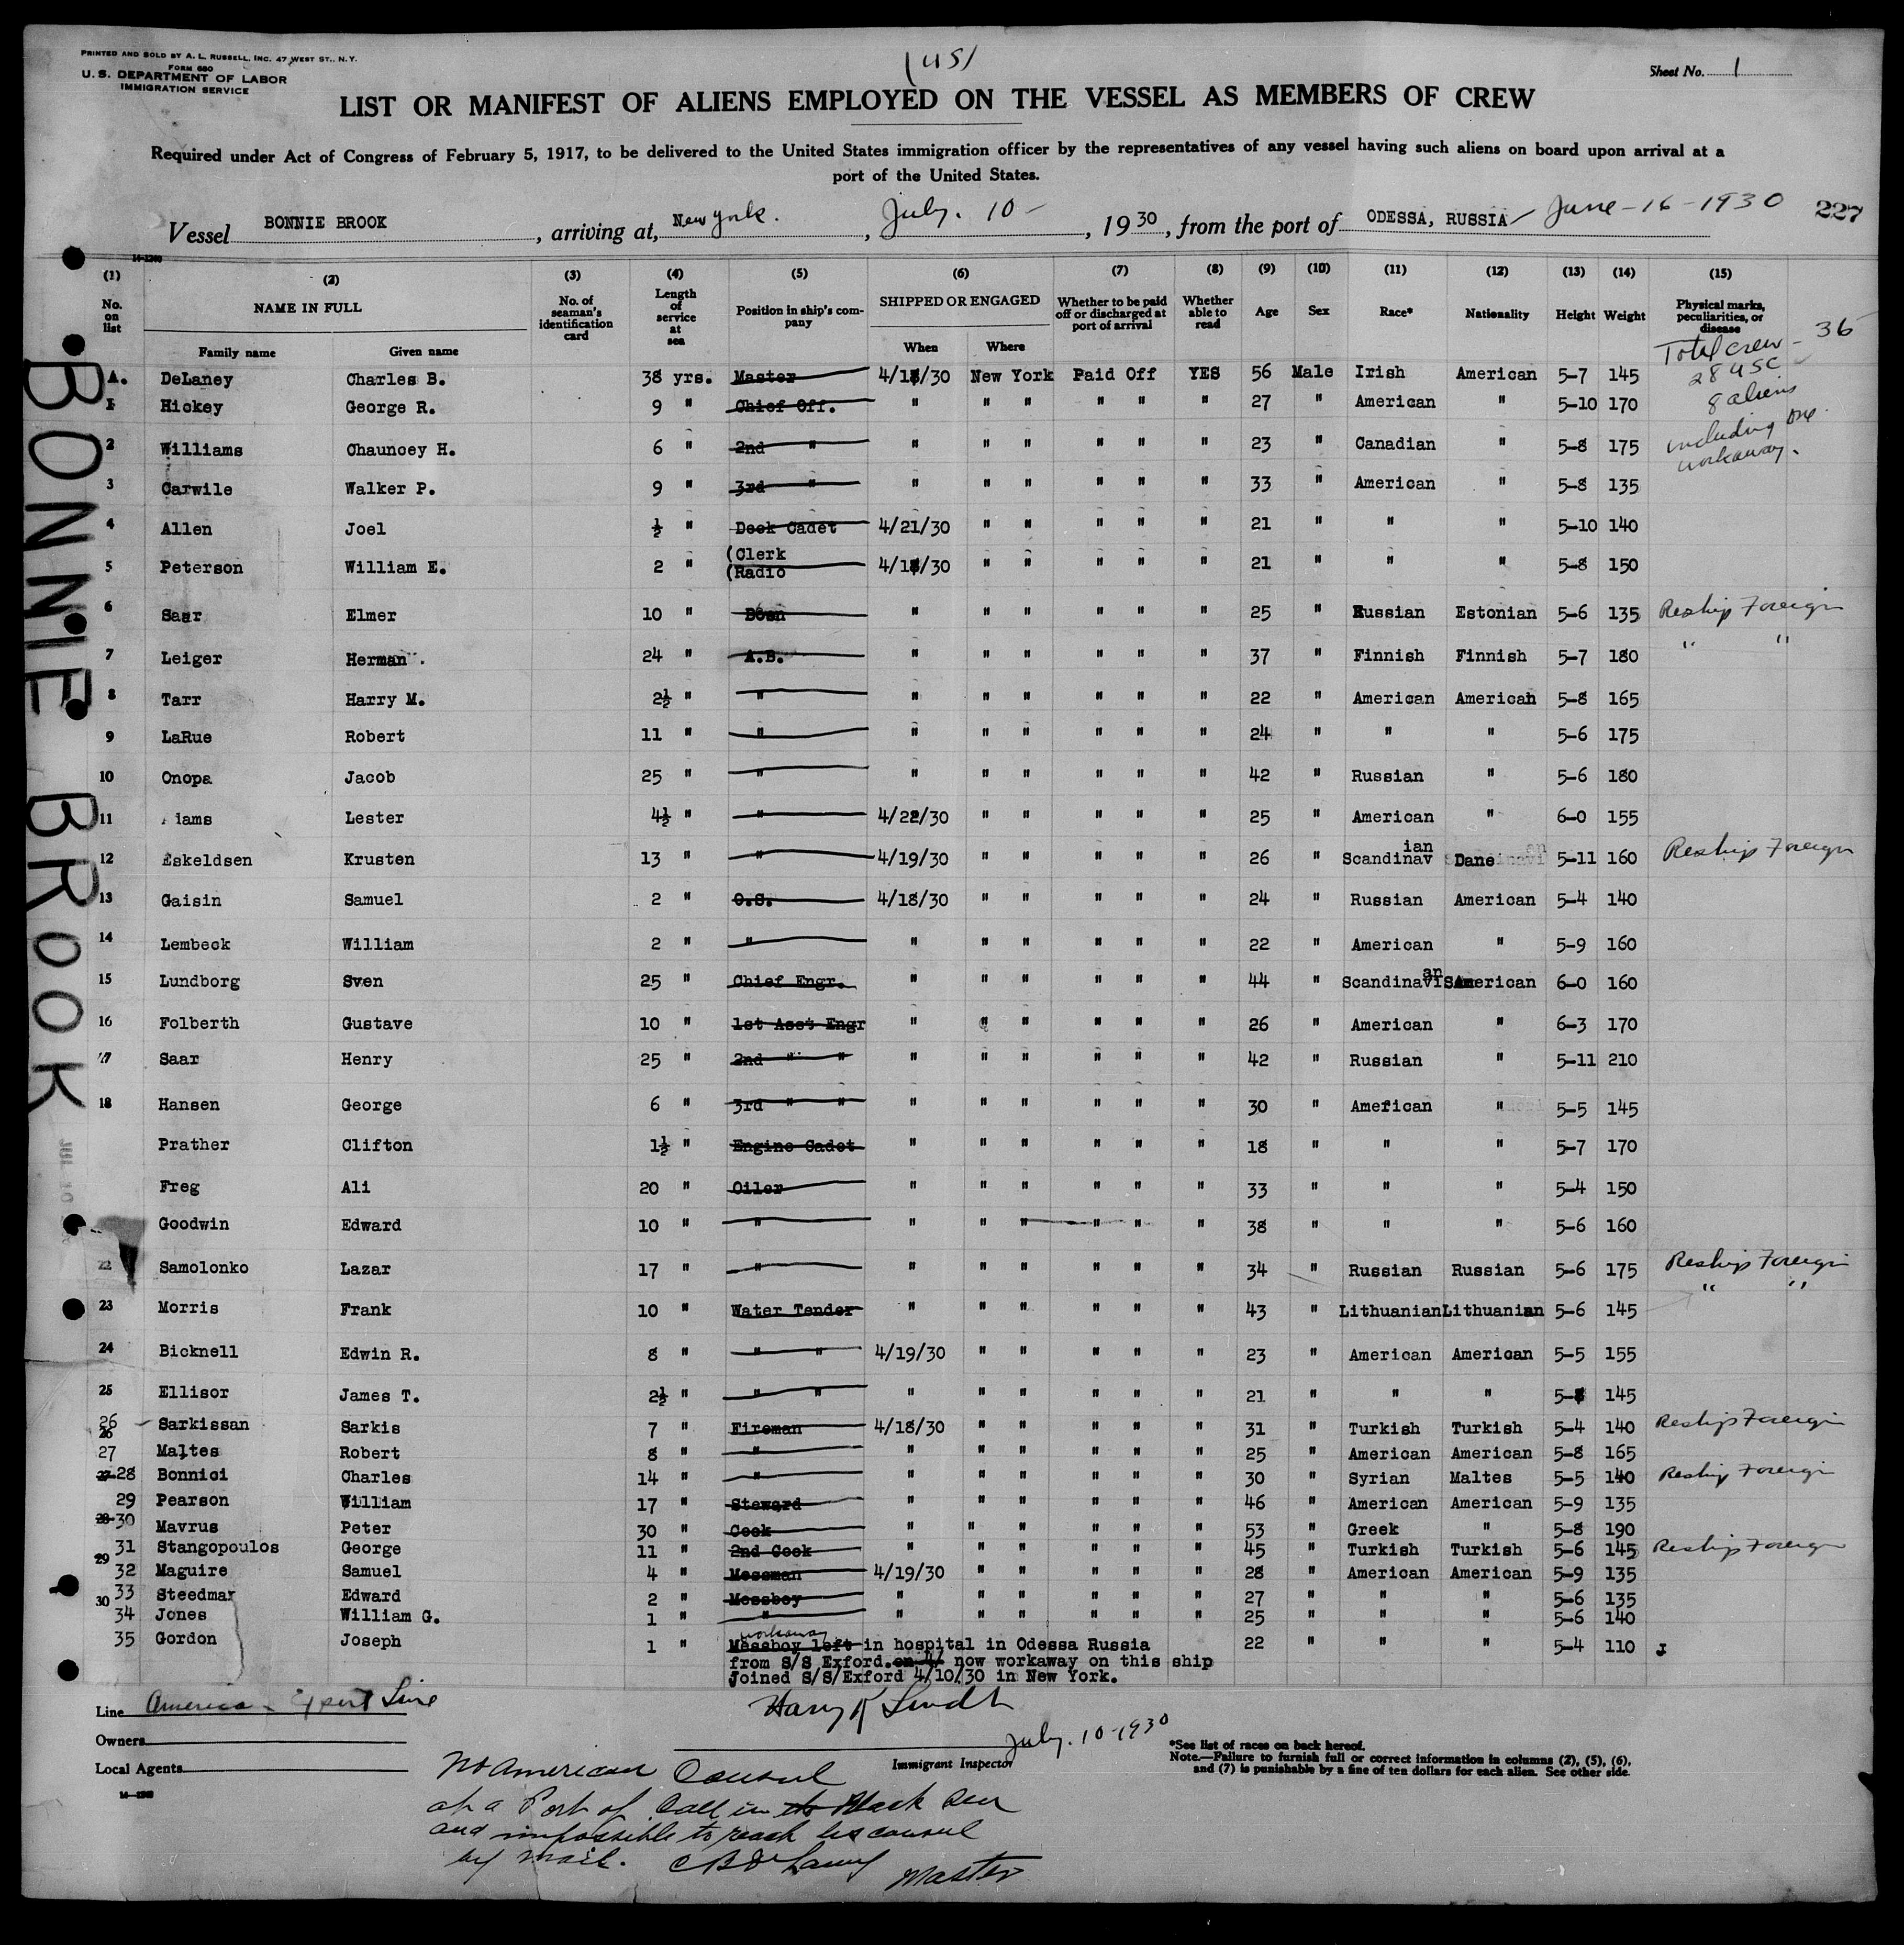 PRINTED AND SOLD BY A. L. RUSSELL, INC. 47 WEST ST., N. Y.
FORM 680
U. S. DEPARTMENT OF LABOR
IMMIGRATION SERVICE
(US)
Sheet No. 1
LIST OR MANIFEST OF ALIENS EMPLOYED ON THE VESSEL AS MEMBERS OF CREW
Required under Act of Congress of February 5, 1917, to be delivered to the United States immigration officer by the representatives of any vessel having such aliens on board upon arrival at a
port of the United States.
Vessel BONNIE BROOK, arriving at, New York., July. 10 -, 1930, from the port of ODESSA, RUSSIA - June - 16 - 1930 227
(1) (2) (3) (4) (5) (6) (7) (8) (9) (10) (11) (12) (13) (14) (15)
No. on list NAME IN FULL No. of seaman's identification card Length of service at sea Position in ship's company SHIPPED OR ENGAGED Whether to be paid off or discharged at port of arrival Whether able to read Age Sex Race* Nationality Height Weight Physical marks, peculiarities, or disease
Family name Given name When Where
Total crew - 36
28 USC
8 aliens
including one
workaway.
BONNIE BROOK
A. DeLaney Charles B. 38 yrs. Master 4/18/30 New York Paid Off YES 56 Male Irish American 5-7 145
1 Hickey George R. 9 " Chief Off. " " " " " " 27 " American " 5-10 170
2 Williams Chauncey H. 6 " 2nd " " " " " " " 23 " Canadian " 5-8 175
3 Carwile Walker P. 9 " 3rd " " " " " " " 33 " American " 5-8 135
4 Allen Joel ½ " Deck Cadet 4/21/30 " " " " " 21 " " " 5-10 140
5 Peterson William E. 2 " (Clerk (Radio 4/18/30 " " " " " 21 " " " 5-8 150
6 Saar Elmer 10 " Bosn " " " " " " 25 " Russian Estonian 5-6 135 Reship Foreign
7 Leiger Herman 24 " A.B. " " " " " " 37 " Finnish Finnish 5-7 180 " "
8 Tarr Harry M. 2½ " " " " " " " " 22 " American American 5-8 165
9 LaRue Robert 11 " " " " " " " " 24 " " " 5-6 175
10 Onopa Jacob 25 " " " " " " " " 42 " Russian " 5-6 180
11 iams Lester 4½ " " 4/22/30 " " " " " 25 " American " 6-0 155
12 Eskeldsen Krusten 13 " " 4/19/30 " " " " " 26 " Scandinavian Dane 5-11 160 Reship Foreign
13 Gaisin Samuel 2 " O.S. 4/18/30 " " " " " 24 " Russian American 5-4 140
14 Lembeck William 2 " " " " " " " " 22 " American " 5-9 160
15 Lundborg Sven 25 " Chief Engr. " " " " " " 44 " Scandinavian American 6-0 160
16 Folberth Gustave 10 " 1st Asst Engr " " " " " " 26 " American " 6-3 170
17 Saar Henry 25 " 2nd " " " " " " " " 42 " Russian " 5-11 210
18 Hansen George 6 " 3rd " " " " " " " " 30 " American " 5-5 145
Prather Clifton 1½ " Engine Cadet " " " " " " 18 " " " 5-7 170
Freg Ali 20 " Oiler " " " " " " 33 " " " 5-4 150
Goodwin Edward 10 " " " " " " " " 38 " " " 5-6 160
22 Samolonko Lazar 17 " " " " " " " " 34 " Russian Russian 5-6 175 Reship Foreign
23 Morris Frank 10 " Water Tender " " " " " " 43 " Lithuanian Lithuanian 5-6 145 " "
24 Bicknell Edwin R. 8 " " " 4/19/30 " " " " " 23 " American American 5-5 155
25 Ellisor James T. 2½ " " " " " " " " " 21 " " " 5-8 145
26 26 Sarkissan Sarkis 7 " Fireman 4/18/30 " " " " " 31 " Turkish Turkish 5-4 140 Reship Foreign
27 Maltes Robert 8 " " " " " " " " 25 " American American 5-8 165
27 28 Bonnici Charles 14 " " " " " " " " 30 " Syrian Maltes 5-5 140 Reship Foreign
29 Pearson William 17 " Steward " " " " " " 46 " American American 5-9 135
28 30 Mavrus Peter 30 " Cook " " " " " " 53 " Greek " 5-8 190
31 Stangopoulos George 11 " 2nd Cook " " " " " " 45 " Turkish Turkish 5-6 145 Reship Foreign
29 32 Maguire Samuel 4 " Messman 4/19/30 " " " " " 28 " American American 5-9 135
30 33 Steedman Edward 2 " Messboy " " " " " " 27 " " " 5-6 135
34 Jones William G. 1 " " " " " " " " 25 " " " 5-6 140
35 Gordon Joseph 1 " workaway Messboy left in hospital in Odessa Russia 22 " " " 5-4 110 J
from S/S Exford. on 4/ now workaway on this ship
Joined S/S/Exford 4/10/30 in New York.
Line America - Export Line
Harry K
July. 10 - 1930
Owners
Immigrant Inspector
Local Agents
*See list of races on back hereof.
Note.—Failure to furnish full or correct information in columns (2), (5), (6),
and (7) is punishable by a fine of ten dollars for each alien. See other side.
No American Consul
at a Port of Call in the Black Sea
and impossible to reach his consul
by mail. C B DeLaney Master